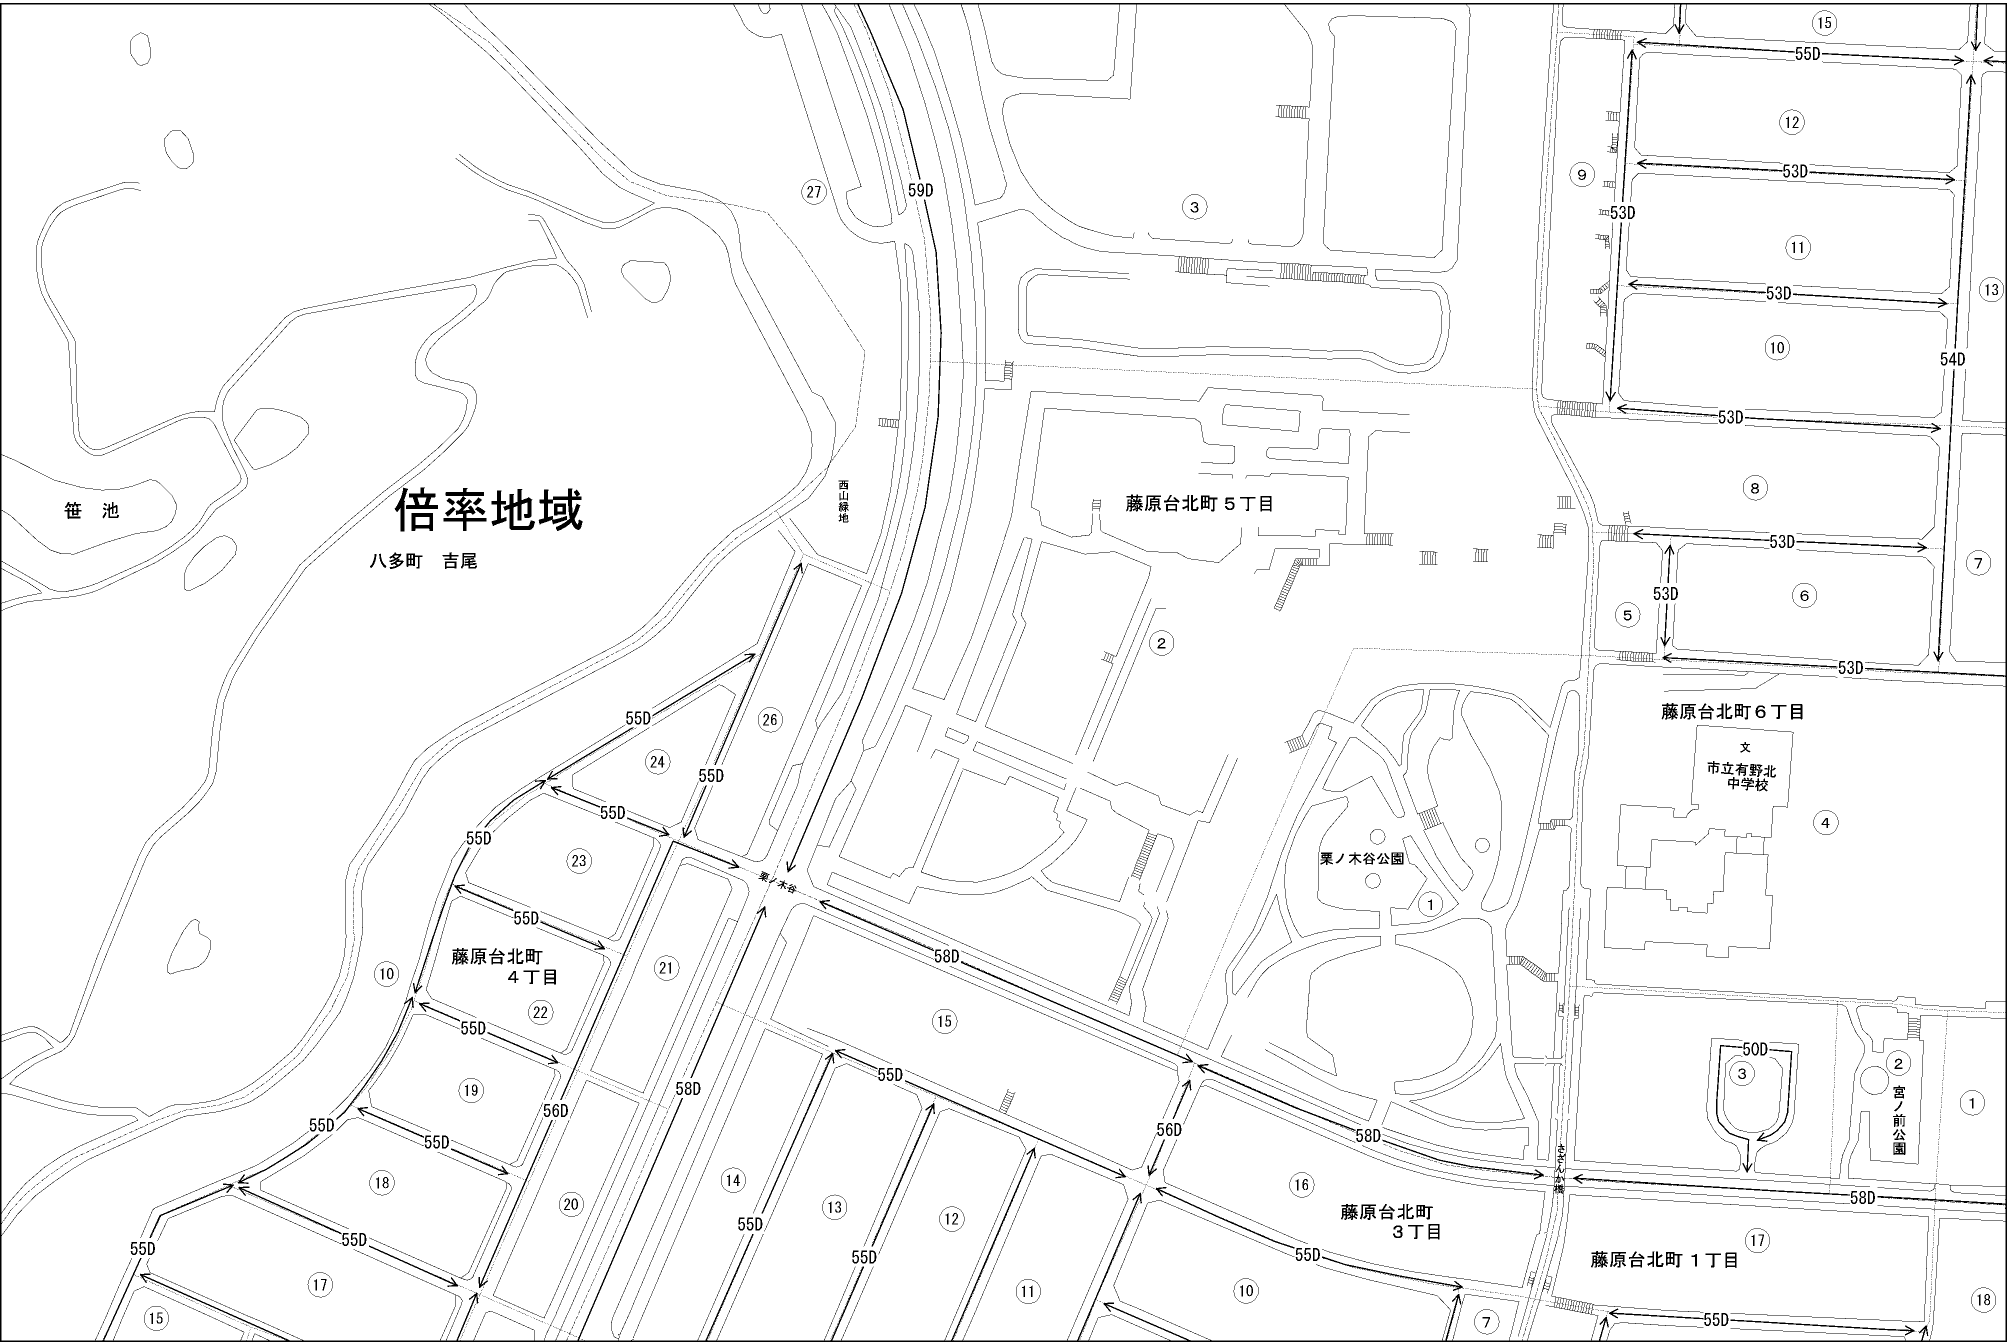 15
55D
12
27
59D
53D
9
3
53D
11
13
53D
10
54D
53D
西山緑地
8
倍率地域
笹 池
藤原台北町5丁目
八多町 吉尾
53D
7
53D
6
5
2
53D
藤原台北町6丁目
55D
26
文
市立有野北
中学校
24
55D
55D
4
55D
23
栗ノ木谷公園
栗ノ木谷
1
55D
藤原台北町
4丁目
58D
10
21
22
15
55D
50D
3
2
宮ノ前公園
55D
58D
19
1
56D
55D
56D
58D
55D
さざんか橋
14
18
16
58D
20
13
12
藤原台北町
3丁目
55D
55D
17
55D
55D
55D
藤原台北町1丁目
17
11
10
15
7
55D
18